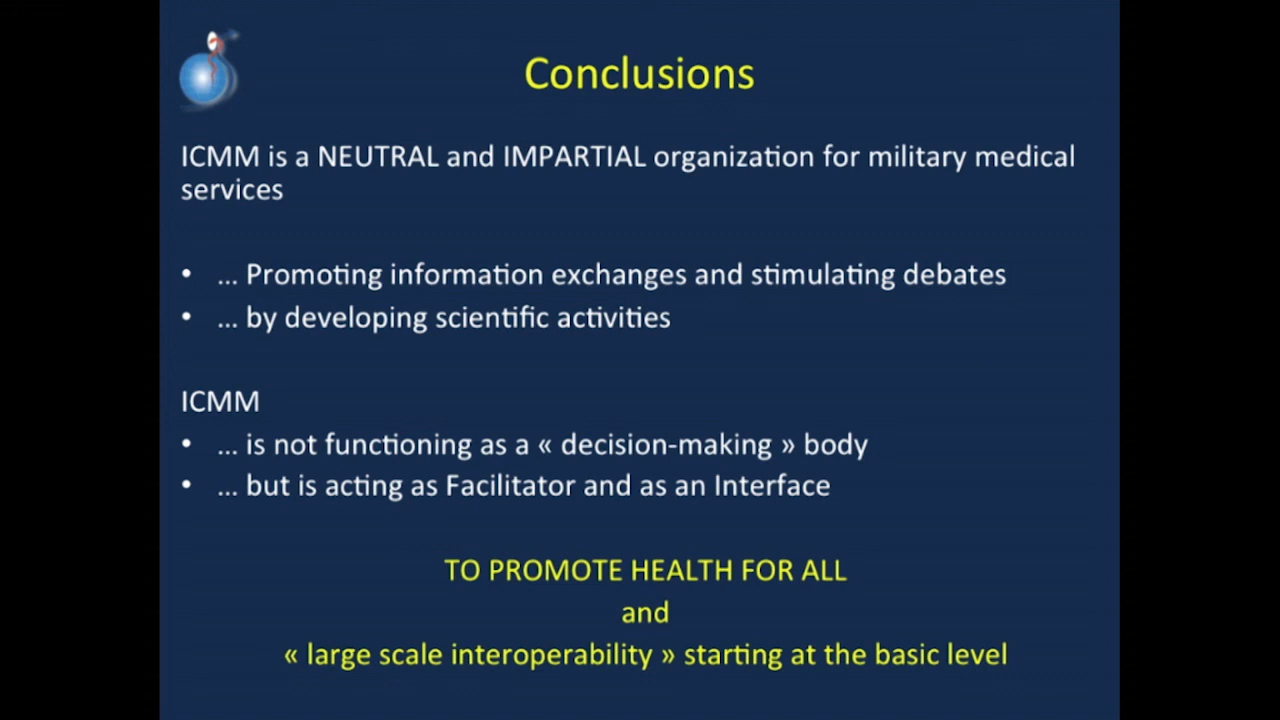 Conclusions
ICMM is a NEUTRAL and IMPARTIAL organization for military medical
services
• ... Promoting information exchanges and stimulating debates
• ... by developing scientific activities
ICMM
• ... is not functioning as a « decision-making » body
• ... but is acting as Facilitator and as an Interface
TO PROMOTE HEALTH FOR ALL
and
« large scale interoperability » starting at the basic level